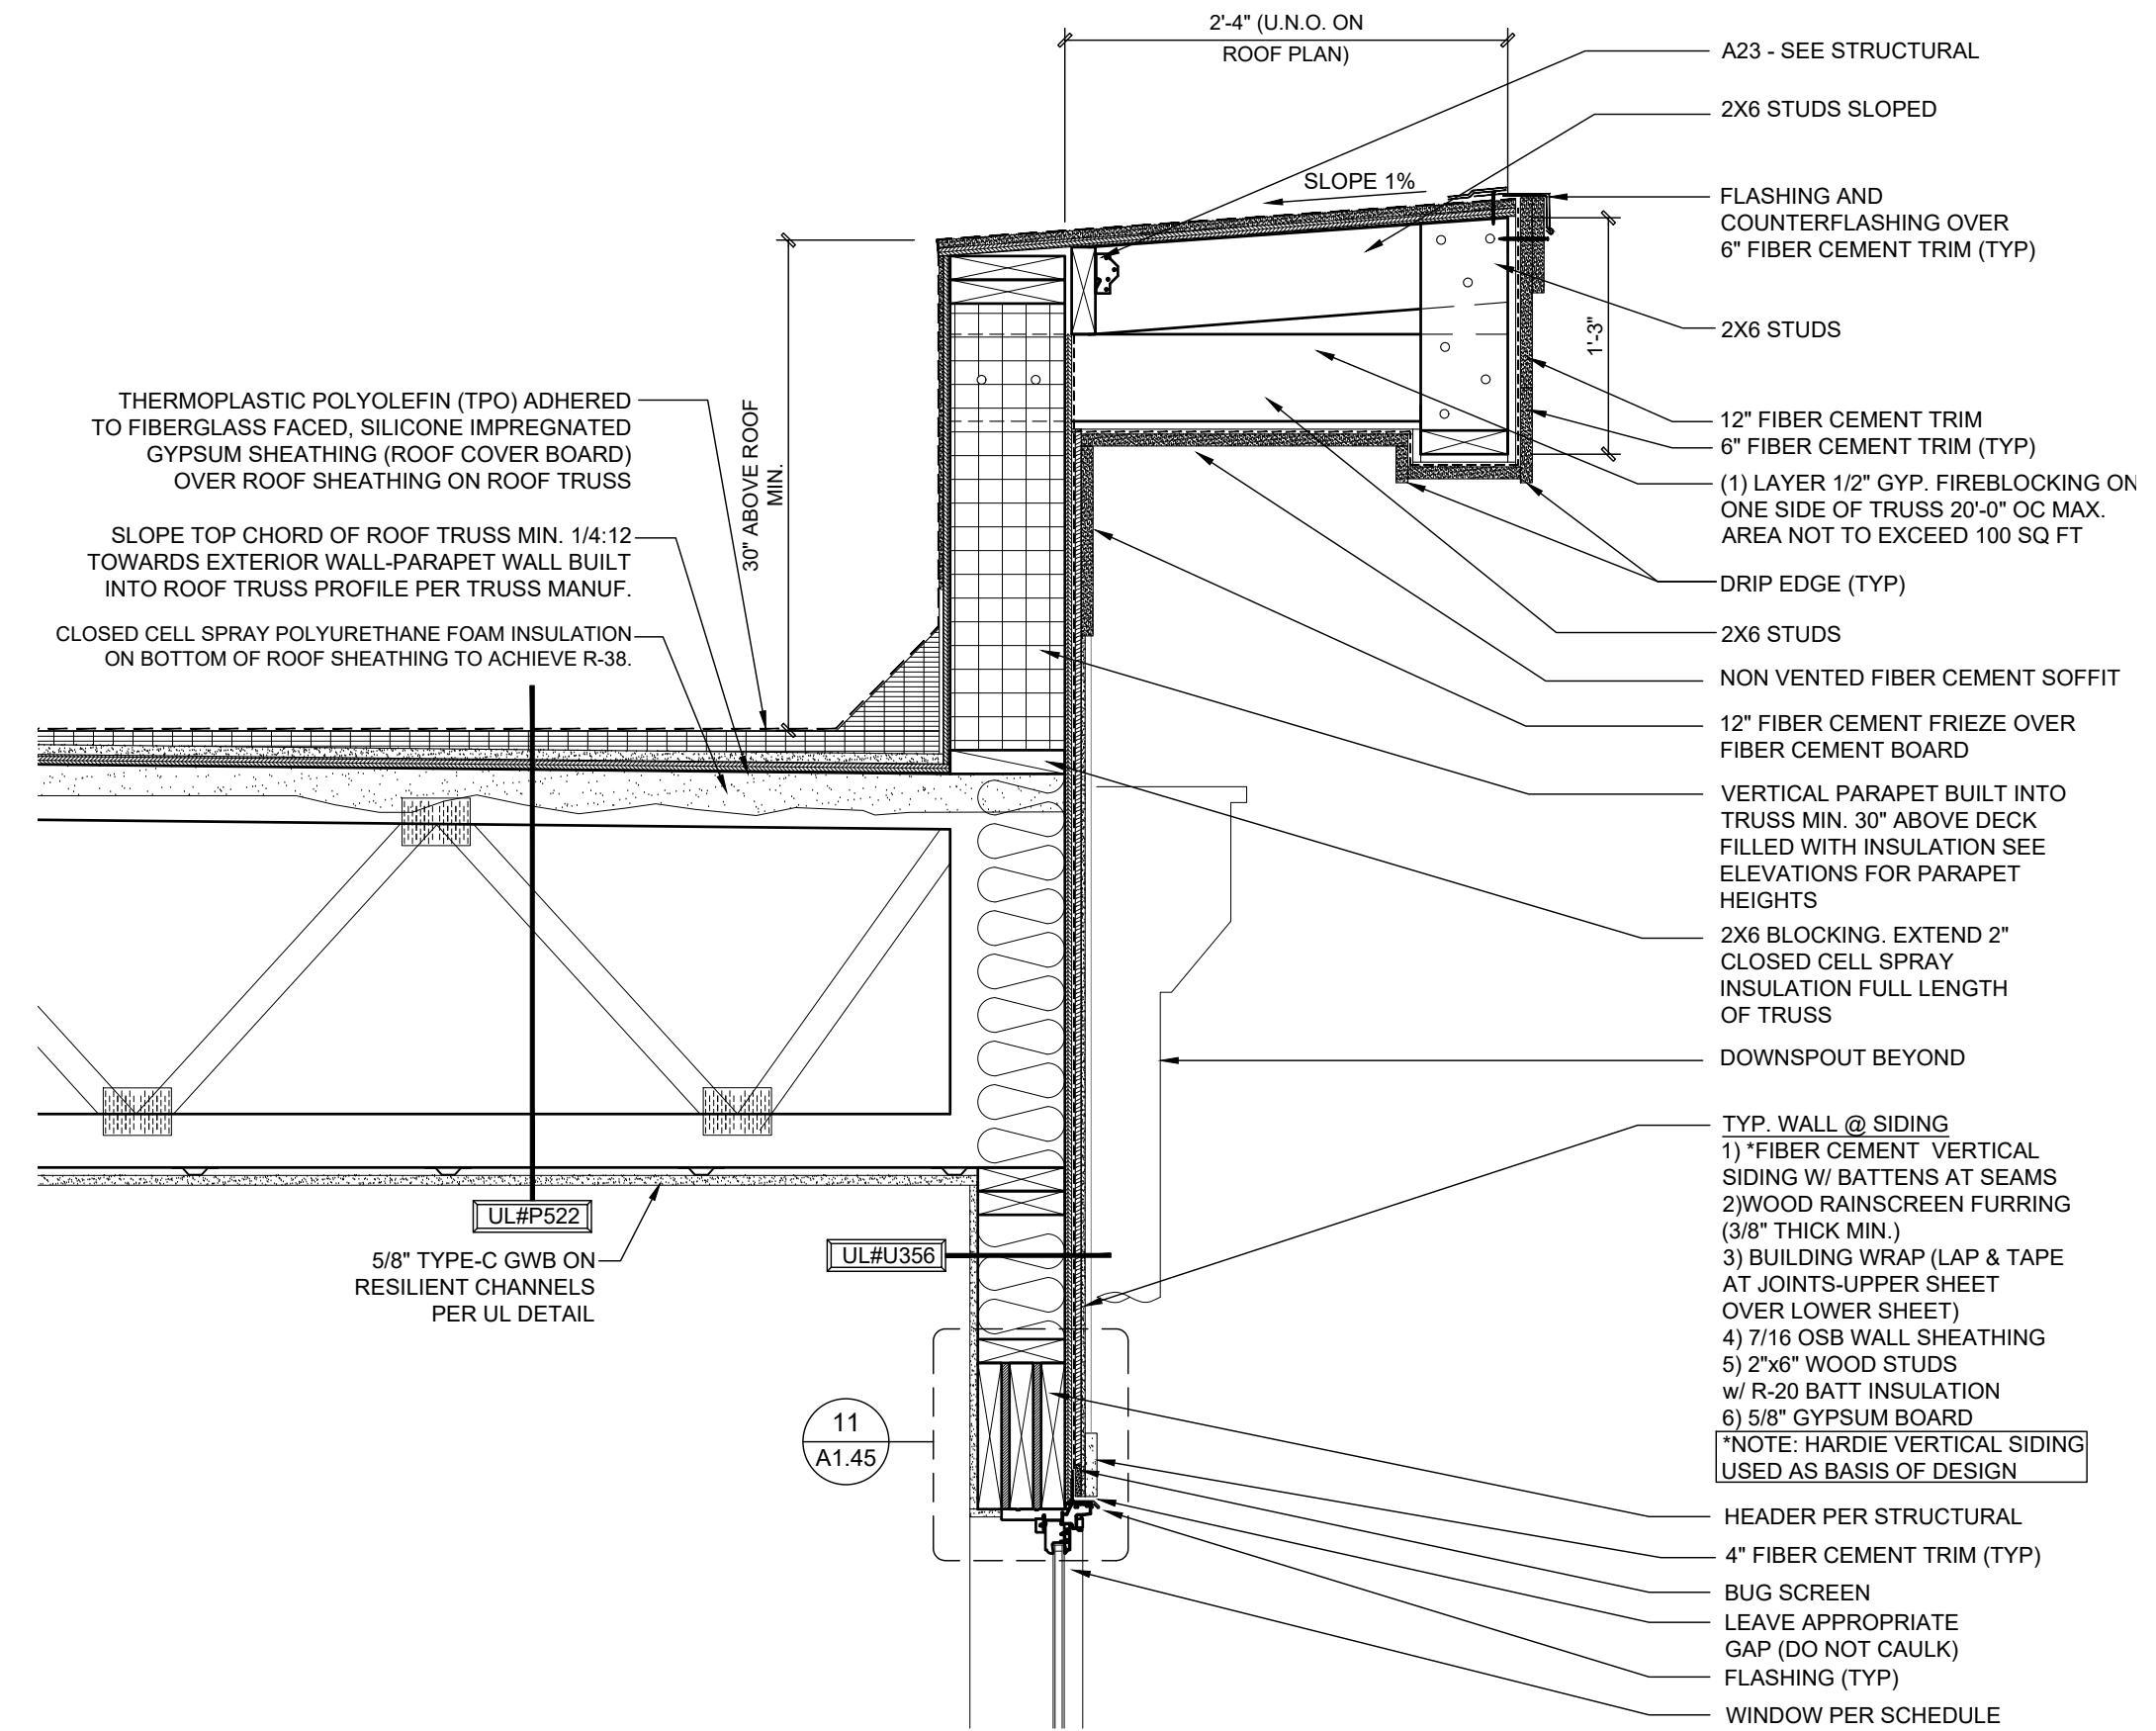 2'-4" (U.N.O. ON
ROOF PLAN)
SLOPE 1%
30" ABOVE ROOF
MIN.
1'-3"
THERMOPLASTIC POLYOLEFIN (TPO) ADHERED
TO FIBERGLASS FACED, SILICONE IMPREGNATED
GYPSUM SHEATHING (ROOF COVER BOARD)
OVER ROOF SHEATHING ON ROOF TRUSS
SLOPE TOP CHORD OF ROOF TRUSS MIN. 1/4:12
TOWARDS EXTERIOR WALL-PARAPET WALL BUILT
INTO ROOF TRUSS PROFILE PER TRUSS MANUF.
CLOSED CELL SPRAY POLYURETHANE FOAM INSULATION
ON BOTTOM OF ROOF SHEATHING TO ACHIEVE R-38.
UL#P522
5/8" TYPE-C GWB ON
RESILIENT CHANNELS
PER UL DETAIL
UL#U356
11
A1.45
A23 - SEE STRUCTURAL
2X6 STUDS SLOPED
FLASHING AND
COUNTERFLASHING OVER
6" FIBER CEMENT TRIM (TYP)
2X6 STUDS
12" FIBER CEMENT TRIM
6" FIBER CEMENT TRIM (TYP)
(1) LAYER 1/2" GYP. FIREBLOCKING ON
ONE SIDE OF TRUSS 20'-0" OC MAX.
AREA NOT TO EXCEED 100 SQ FT
DRIP EDGE (TYP)
2X6 STUDS
NON VENTED FIBER CEMENT SOFFIT
12" FIBER CEMENT FRIEZE OVER
FIBER CEMENT BOARD
VERTICAL PARAPET BUILT INTO
TRUSS MIN. 30" ABOVE DECK
FILLED WITH INSULATION SEE
ELEVATIONS FOR PARAPET
HEIGHTS
2X6 BLOCKING. EXTEND 2"
CLOSED CELL SPRAY
INSULATION FULL LENGTH
OF TRUSS
DOWNSPOUT BEYOND
TYP. WALL @ SIDING
1) *FIBER CEMENT VERTICAL
SIDING W/ BATTENS AT SEAMS
2)WOOD RAINSCREEN FURRING
(3/8" THICK MIN.)
3) BUILDING WRAP (LAP & TAPE
AT JOINTS-UPPER SHEET
OVER LOWER SHEET)
4) 7/16 OSB WALL SHEATHING
5) 2"x6" WOOD STUDS
w/ R-20 BATT INSULATION
6) 5/8" GYPSUM BOARD
*NOTE: HARDIE VERTICAL SIDING
USED AS BASIS OF DESIGN
HEADER PER STRUCTURAL
4" FIBER CEMENT TRIM (TYP)
BUG SCREEN
LEAVE APPROPRIATE
GAP (DO NOT CAULK)
FLASHING (TYP)
WINDOW PER SCHEDULE